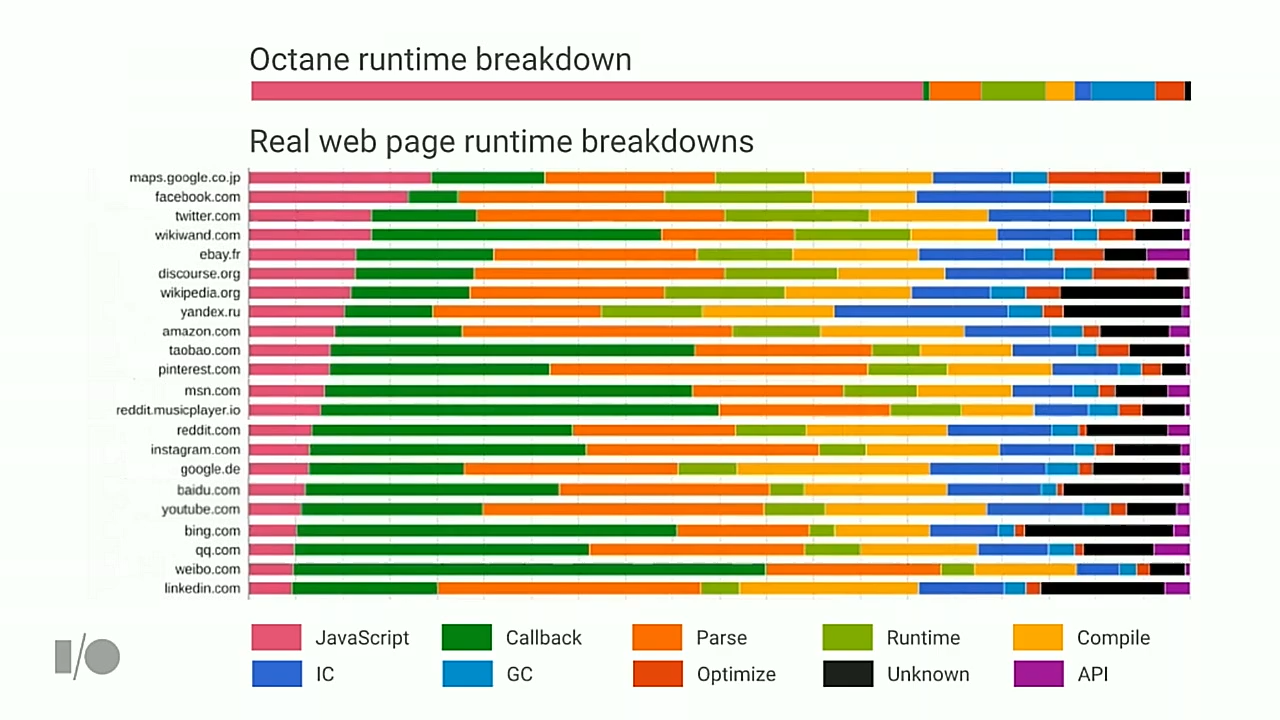 Octane runtime breakdown
Real web page runtime breakdowns
maps.google.co.jp
facebook.com
twitter.com
wikiwand.com
ebay.fr
discourse.org
wikipedia.org
yandex.ru
amazon.com
taobao.com
pinterest.com
msn.com
reddit.musicplayer.io
reddit.com
instagram.com
google.de
baidu.com
youtube.com
bing.com
qq.com
weibo.com
linkedin.com
JavaScript Callback Parse Runtime Compile
I/O IC GC Optimize Unknown API